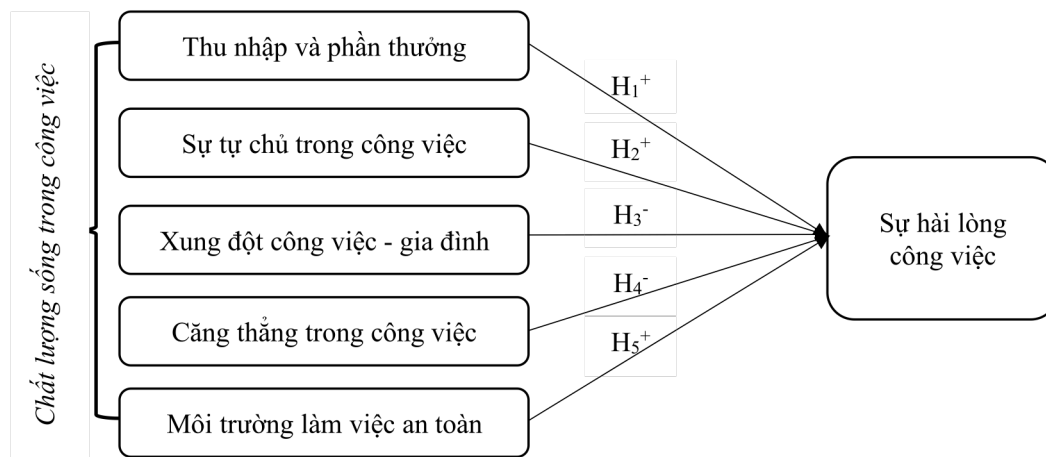 Chất lượng sống trong công việc
Thu nhập và phần thưởng
Sự tự chủ trong công việc
Xung đột công việc - gia đình
Căng thẳng trong công việc
Môi trường làm việc an toàn
H₁⁺
H₂⁺
H₃⁻
H₄⁻
H₅⁺
Sự hài lòng
công việc